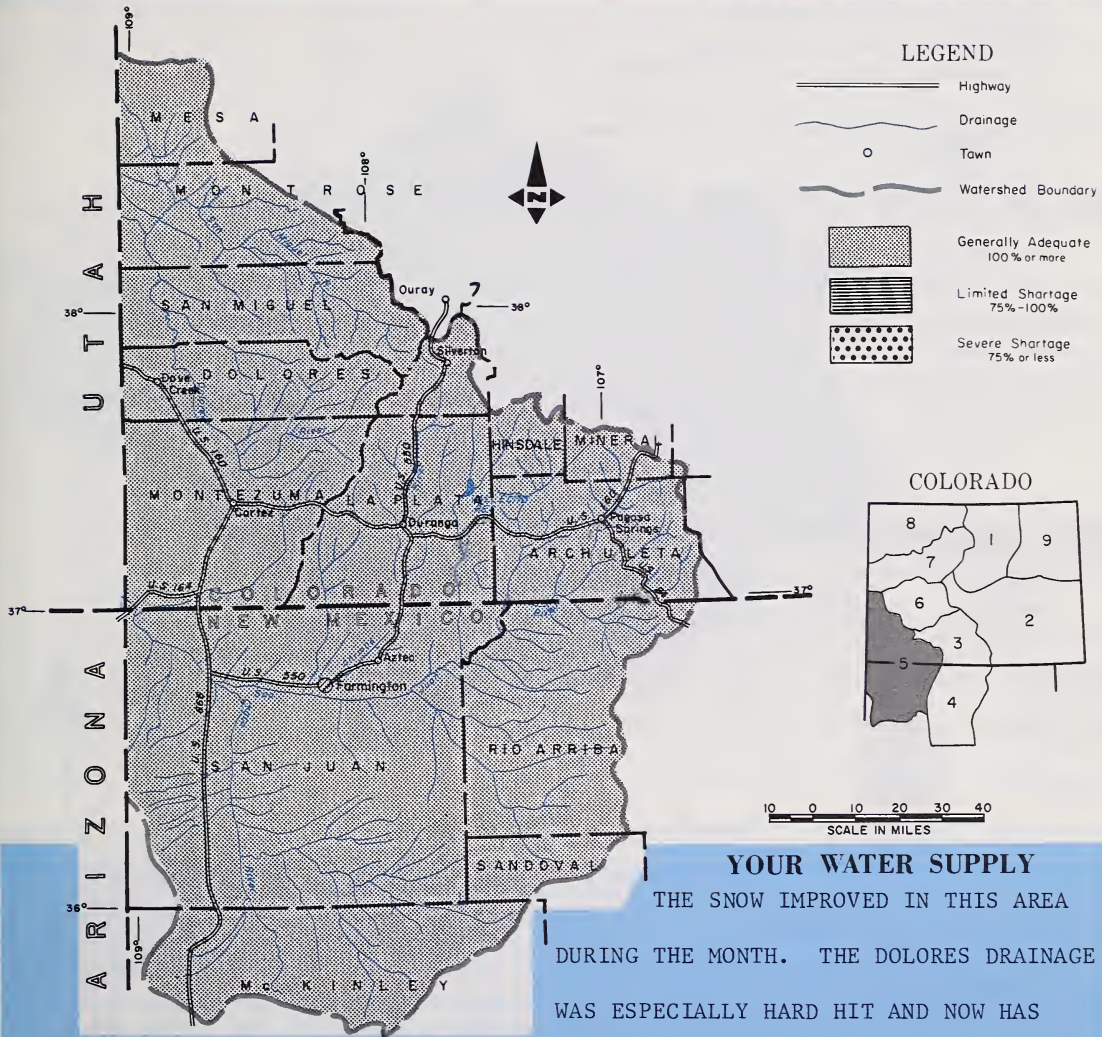 109°
LEGEND
Highway
Drainage
Town
Watershed Boundary
Generally Adequate
100% or more
Limited Shortage
75%-100%
Severe Shortage
75% or less
MESA
MONTROSE
5
108°
N
UTAH
SAN MIGUEL
Ouray
7
38°
38°
Silverton
DOLORES
Dove
Creek
107°
River
U.S. 160
U.S. 550
HINSDALE
MINERAL
MONTEZUMA
LA PLATA
Cortez
Durango
U.S. 160
Pagosa
Springs
ARCHULETA
COLORADO
8
1
9
7
6
2
3
5
4
U.S. 164
COLORADO
37°
37°
NEW MEXICO
Aztec
U.S. 550
Farmington
ARIZONA
U.S. 666
SAN JUAN
RIO ARRIBA
10 0 10 20 30 40
SCALE IN MILES
SANDOVAL
36°
109°
McKINLEY
YOUR WATER SUPPLY
THE SNOW IMPROVED IN THIS AREA
DURING THE MONTH. THE DOLORES DRAINAGE
WAS ESPECIALLY HARD HIT AND NOW HAS